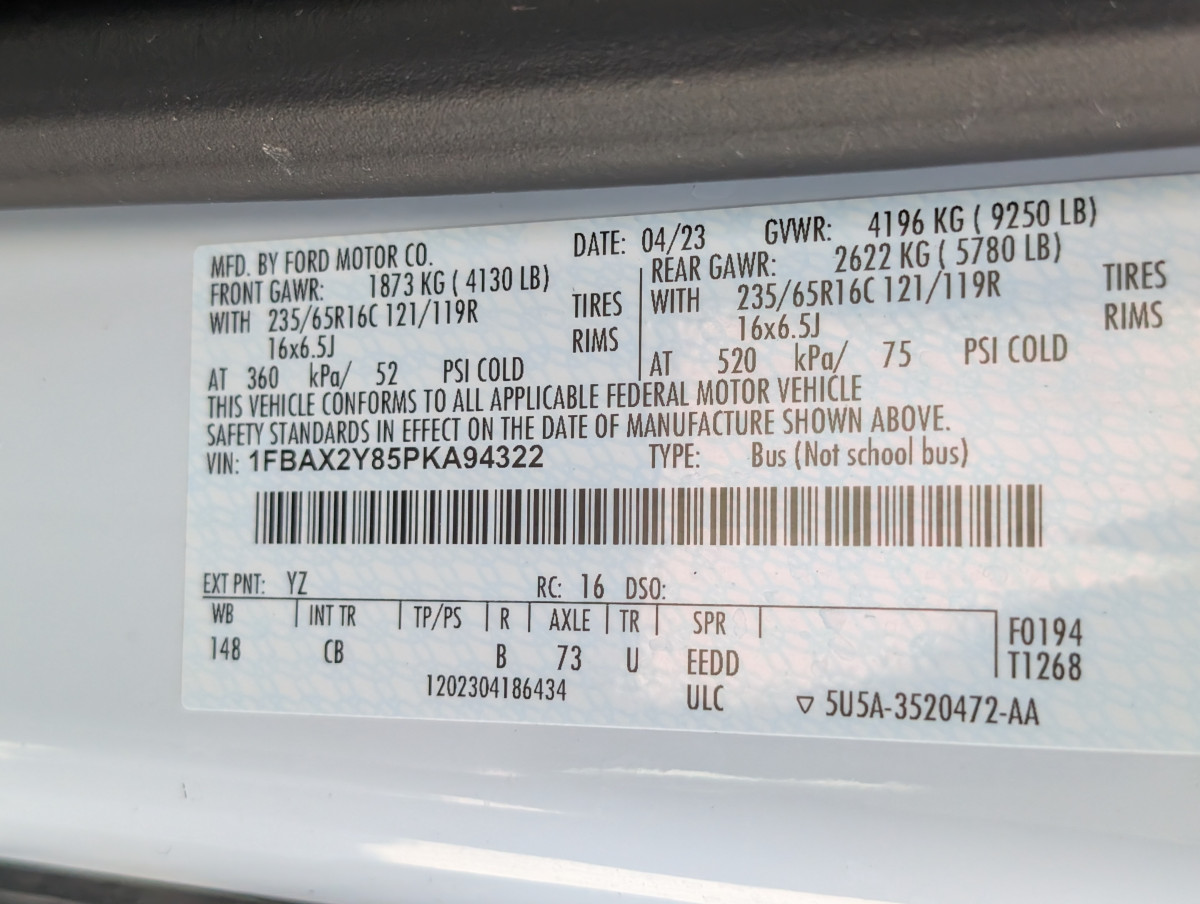 MFD. BY FORD MOTOR CO. DATE: 04/23 GVWR: 4196 KG ( 9250 LB)
FRONT GAWR: 1873 KG ( 4130 LB) REAR GAWR: 2622 KG ( 5780 LB)
WITH 235/65R16C 121/119R TIRES WITH 235/65R16C 121/119R TIRES
16x6.5J RIMS 16x6.5J RIMS
AT 360 kPa/ 52 PSI COLD AT 520 kPa/ 75 PSI COLD
THIS VEHICLE CONFORMS TO ALL APPLICABLE FEDERAL MOTOR VEHICLE
SAFETY STANDARDS IN EFFECT ON THE DATE OF MANUFACTURE SHOWN ABOVE.
VIN: 1FBAX2Y85PKA94322 TYPE: Bus (Not school bus)
EXT PNT: YZ RC: 16 DSO:
WB INT TR TP/PS R AXLE TR SPR F0194
148 CB B 73 U EEDD T1268
1202304186434 ULC ▽ 5U5A-3520472-AA